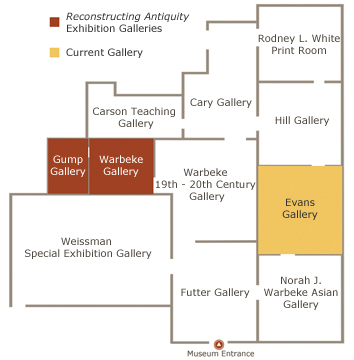 Reconstructing Antiquity
Exhibition Galleries
Current Gallery
Rodney L. White
Print Room
Cary Gallery
Carson Teaching
Gallery
Hill Gallery
Gump
Gallery
Warbeke
Gallery
Warbeke
19th - 20th Century
Gallery
Evans
Gallery
Weissman
Special Exhibition Gallery
Futter Gallery
Norah J.
Warbeke Asian
Gallery
Museum Entrance